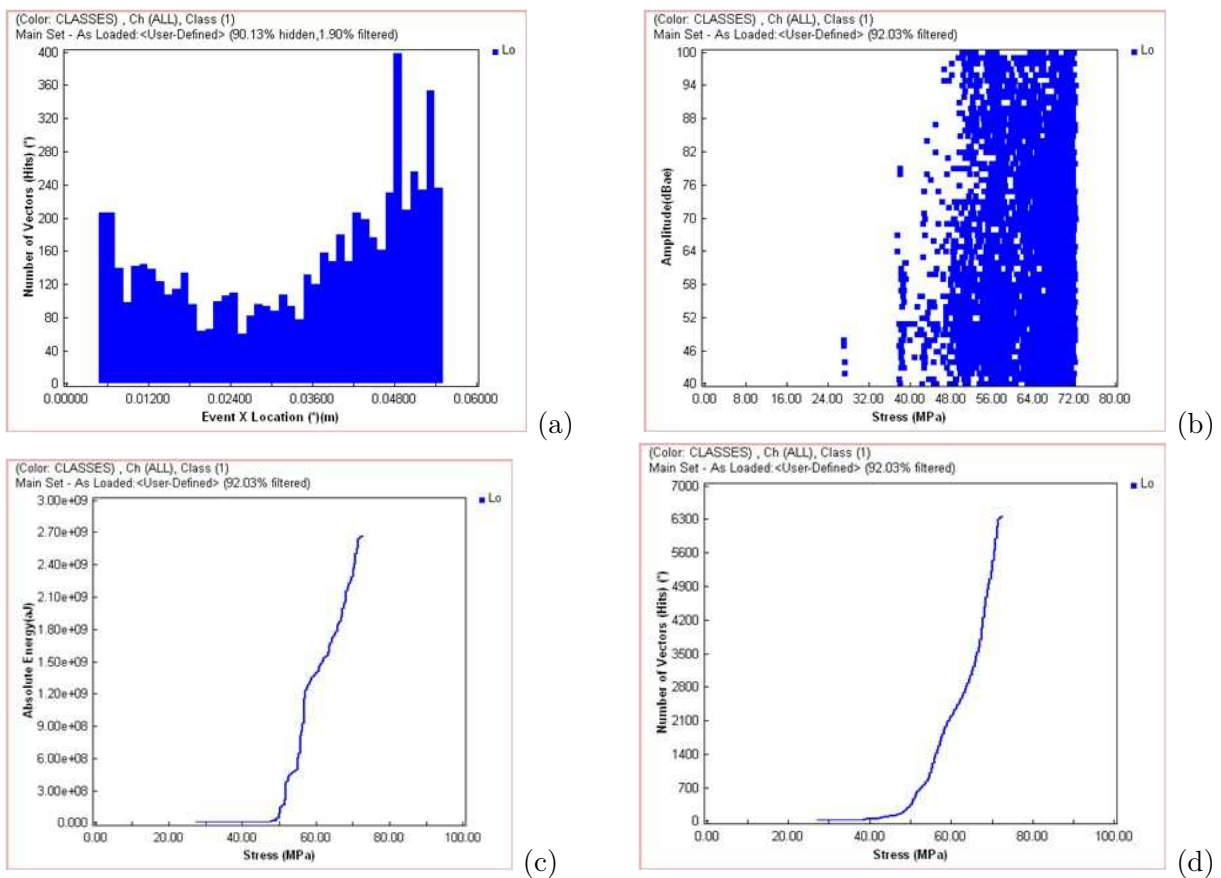 (Color: CLASSES) , Ch (ALL), Class (1)
Main Set - As Loaded:<User-Defined> (90.13% hidden,1.90% filtered)
Lo
Number of Vectors (Hits) (*)
400
360
320
280
240
200
160
120
80
40
0
0.00000 0.01200 0.02400 0.03600 0.04800 0.06000
Event X Location (*)(m)
(a)
(Color: CLASSES) , Ch (ALL), Class (1)
Main Set - As Loaded:<User-Defined> (92.03% filtered)
Lo
Amplitude(dBae)
100
94
88
82
76
70
64
58
52
46
40
0.00 8.00 16.00 24.00 32.00 40.00 48.00 56.00 64.00 72.00 80.00
Stress (MPa)
(b)
(Color: CLASSES) , Ch (ALL), Class (1)
Main Set - As Loaded:<User-Defined> (92.03% filtered)
Lo
Absolute Energy(aJ)
3.00e+09
2.70e+09
2.40e+09
2.10e+09
1.80e+09
1.50e+09
1.20e+09
9.00e+08
6.00e+08
3.00e+08
0.000
0.00 20.00 40.00 60.00 80.00 100.00
Stress (MPa)
(c)
(Color: CLASSES) , Ch (ALL), Class (1)
Main Set - As Loaded:<User-Defined> (92.03% filtered)
Lo
Number of Vectors (Hits) (*)
7000
6300
5600
4900
4200
3500
2800
2100
1400
700
0
0.00 20.00 40.00 60.00 80.00 100.00
Stress (MPa)
(d)